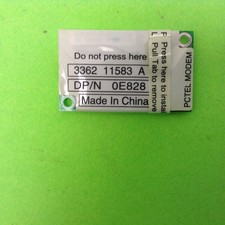 Do not press here
3362 11583 A
DP/N 0E828
Made In China
Press here to instal
Pull Tab to remove
PCTEL MODEM